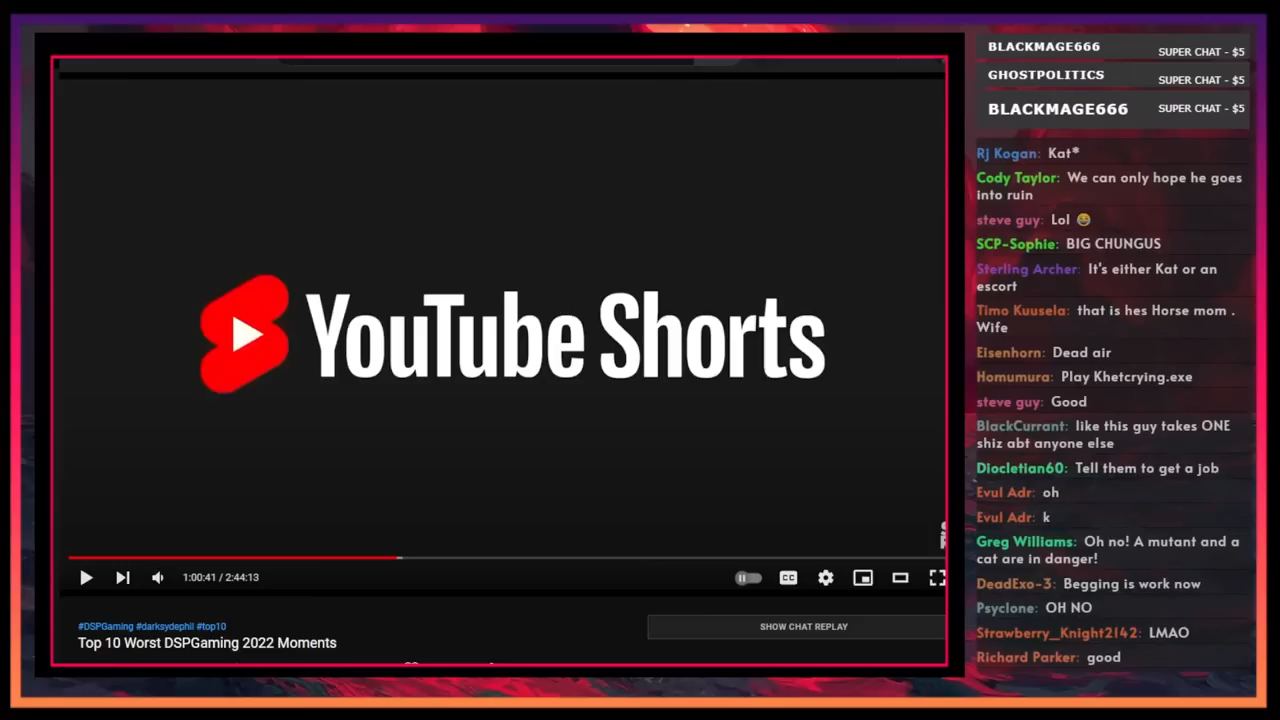 YouTube Shorts
1:00:41 / 2:44:13
CC
#DSPGaming #darksydephil #top10
Top 10 Worst DSPGaming 2022 Moments
SHOW CHAT REPLAY
BLACKMAGE666 SUPER CHAT - $5
GHOSTPOLITICS SUPER CHAT - $5
BLACKMAGE666 SUPER CHAT - $5
Rj Kogan: Kat*
Cody Taylor: We can only hope he goes
into ruin
steve guy: Lol 😂
SCP-Sophie: BIG CHUNGUS
Sterling Archer: It's either Kat or an
escort
Timo Kuusela: that is hes Horse mom .
Wife
Eisenhorn: Dead air
Homumura: Play Khetcrying.exe
steve guy: Good
BlackCurrant: like this guy takes ONE
shiz abt anyone else
Diocletian60: Tell them to get a job
Evul Adr: oh
Evul Adr: k
Greg Williams: Oh no! A mutant and a
cat are in danger!
DeadExo-3: Begging is work now
Psyclone: OH NO
Strawberry_Knight2142: LMAO
Richard Parker: good